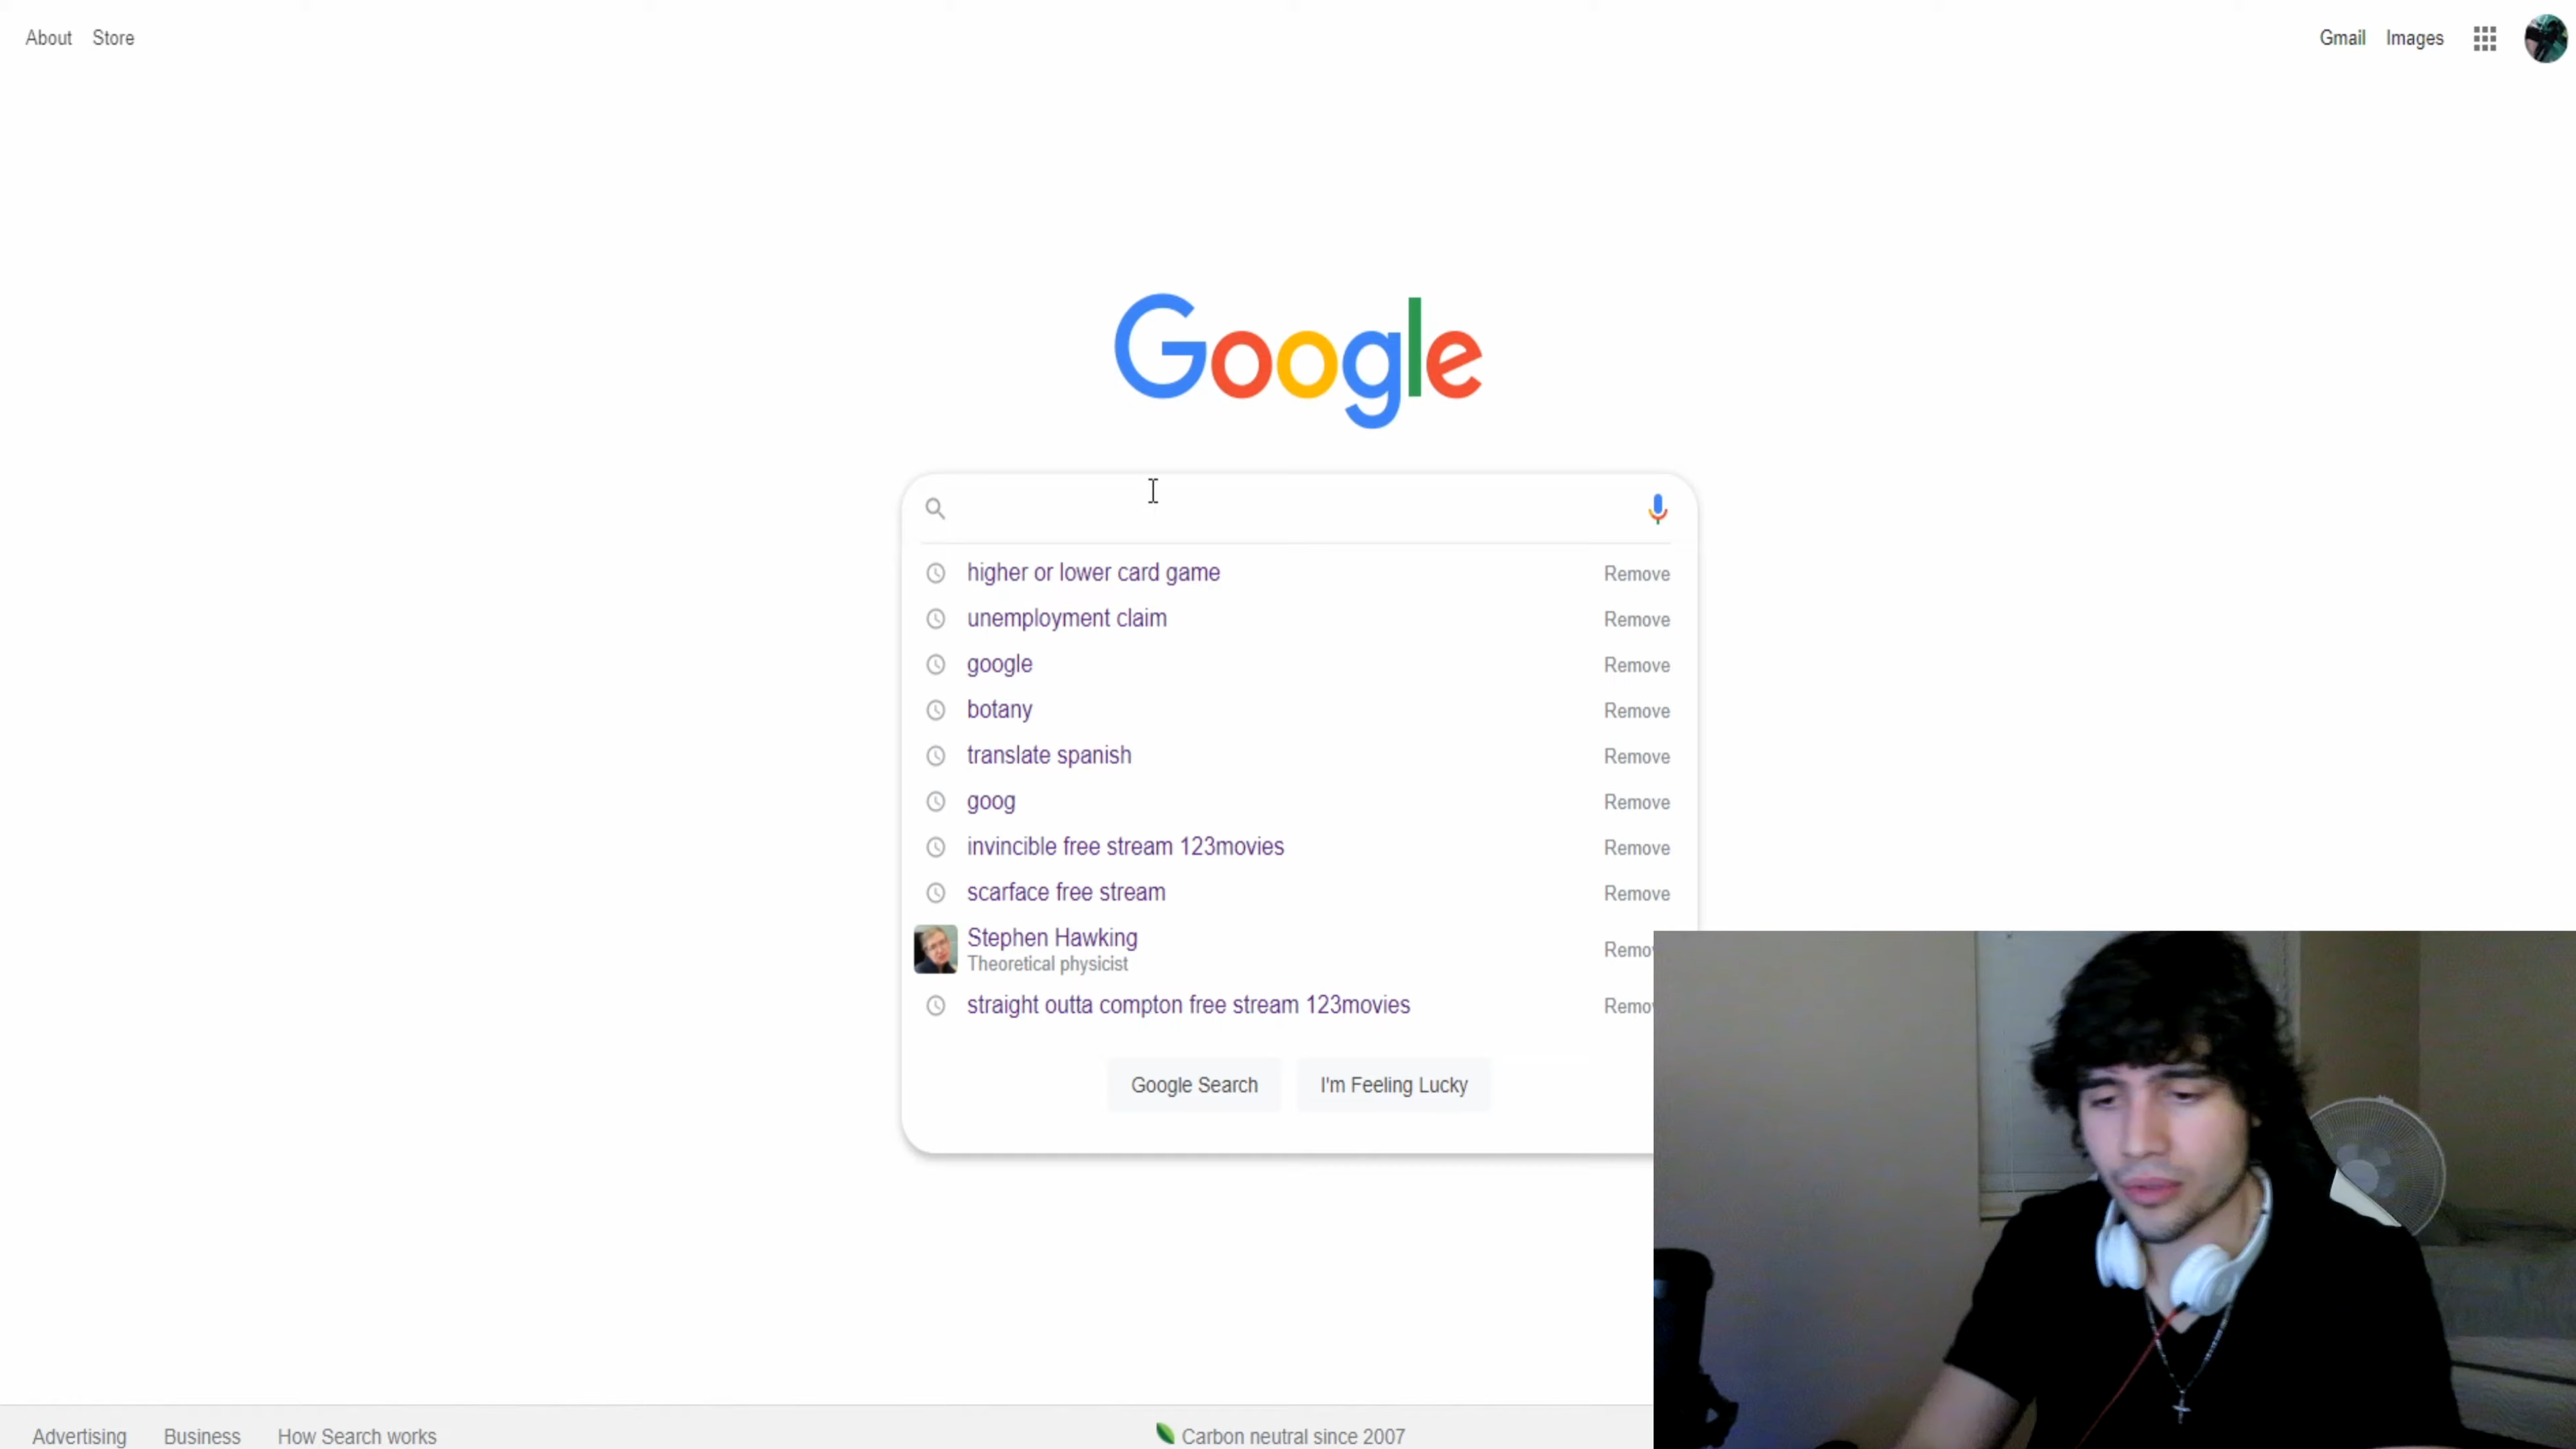 About Store
Gmail Images
Google
higher or lower card game Remove
unemployment claim Remove
google Remove
botany Remove
translate spanish Remove
goog Remove
invincible free stream 123movies Remove
scarface free stream Remove
Stephen Hawking Remo
Theoretical physicist
straight outta compton free stream 123movies Remo
Google Search I'm Feeling Lucky
Advertising Business How Search works Carbon neutral since 2007